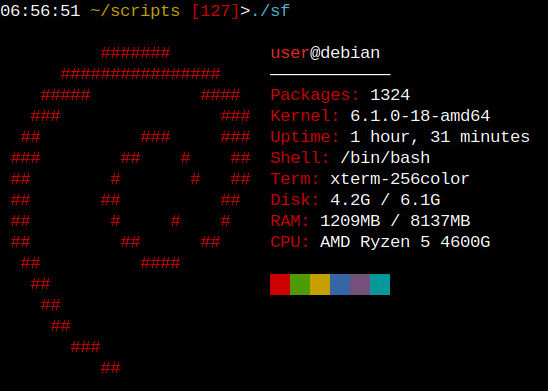 06:56:51 ~/scripts [127]>./sf
          #######          user@debian
      ################     ────────────
    #####           ####   Packages: 1324
   ###                ###  Kernel: 6.1.0-18-amd64
  ##          ###     ###  Uptime: 1 hour, 31 minutes
 ###        ##    #    ##  Shell: /bin/bash
 ##        #       #   ##  Term: xterm-256color
 ##       ##          ##   Disk: 4.2G / 6.1G
 ##        #     #    #    RAM: 1209MB / 8137MB
 ##         ##      ##     CPU: AMD Ryzen 5 4600G
  ##          ####
   ##
    ##
     ##
       ###
          ##